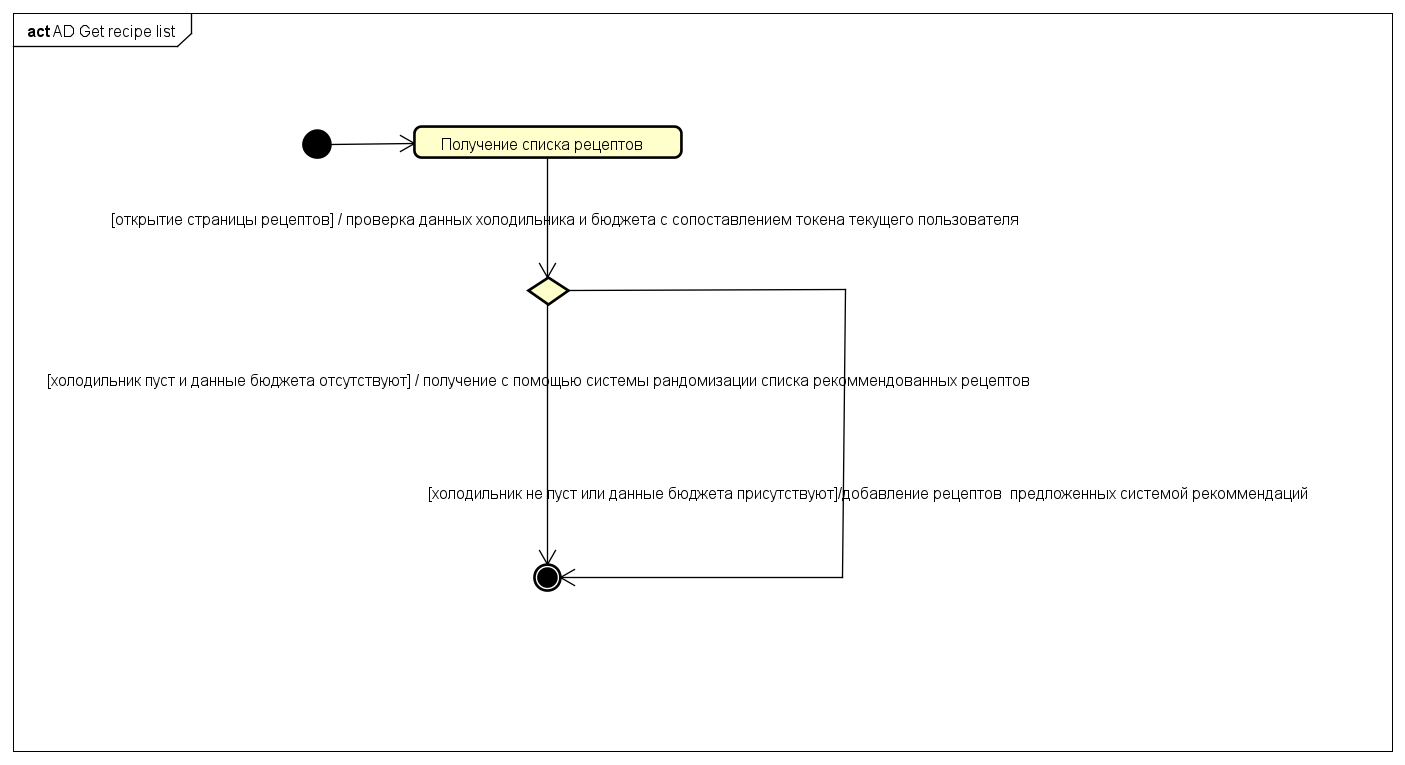 act AD Get recipe list
Получение списка рецептов
[открытие страницы рецептов] / проверка данных холодильника и бюджета с сопоставлением токена текущего пользователя
[холодильник пуст и данные бюджета отсутствуют] / получение с помощью системы рандомизации списка рекоммендованных рецептов
[холодильник не пуст или данные бюджета присутствуют]/добавление рецептов  предложенных системой рекоммендаций